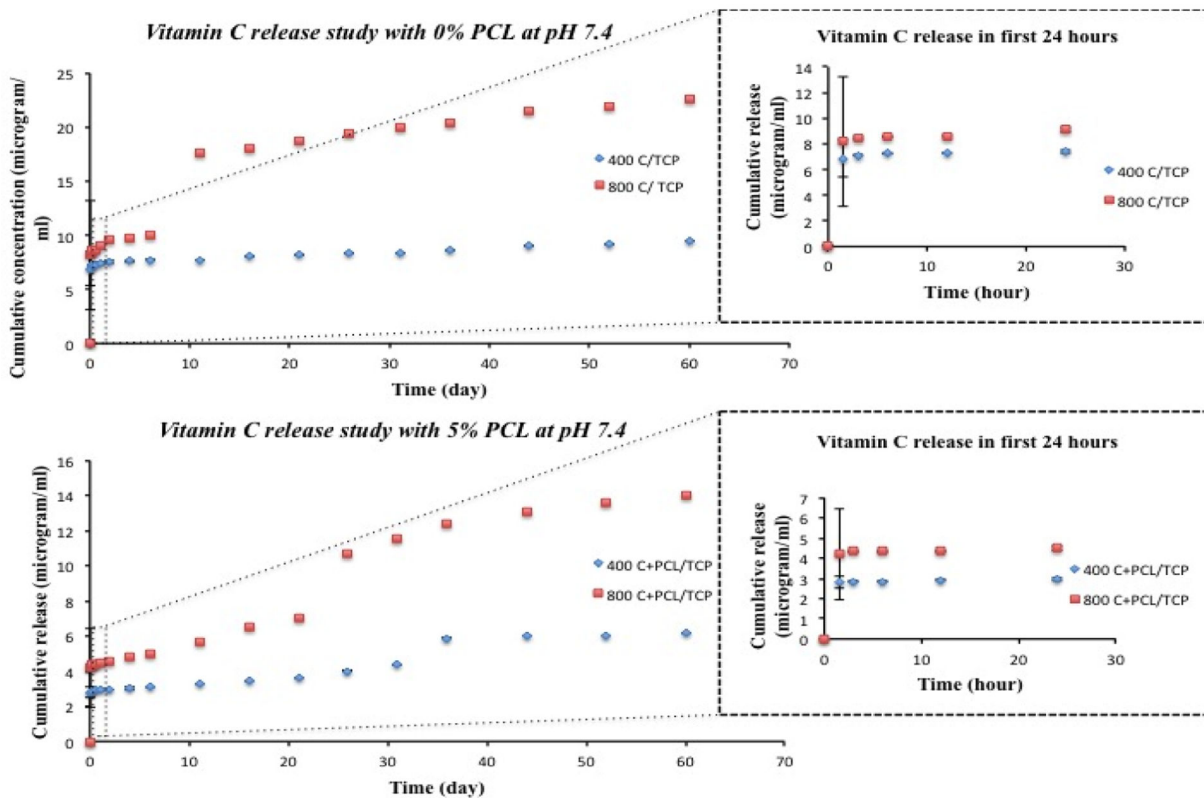 Vitamin C release study with 0% PCL at pH 7.4
Cumulative concentration (microgram/
ml)
25
20
15
10
5
0
0 10 20 30 40 50 60 70
Time (day)
400 C/TCP
800 C/ TCP
Vitamin C release in first 24 hours
Cumulative release
(microgram/ml)
14
12
10
8
6
4
2
0
0 10 20 30
Time (hour)
400 C/TCP
800 C/TCP
Vitamin C release study with 5% PCL at pH 7.4
Cumulative release (microgram/ml)
16
14
12
10
8
6
4
2
0
0 10 20 30 40 50 60 70
Time (day)
400 C+PCL/TCP
800 C+PCL/TCP
Vitamin C release in first 24 hours
Cumulative release
(microgram/ml)
7
6
5
4
3
2
1
0
0 10 20 30
Time (hour)
400 C+PCL/TCP
800 C+PCL/TCP